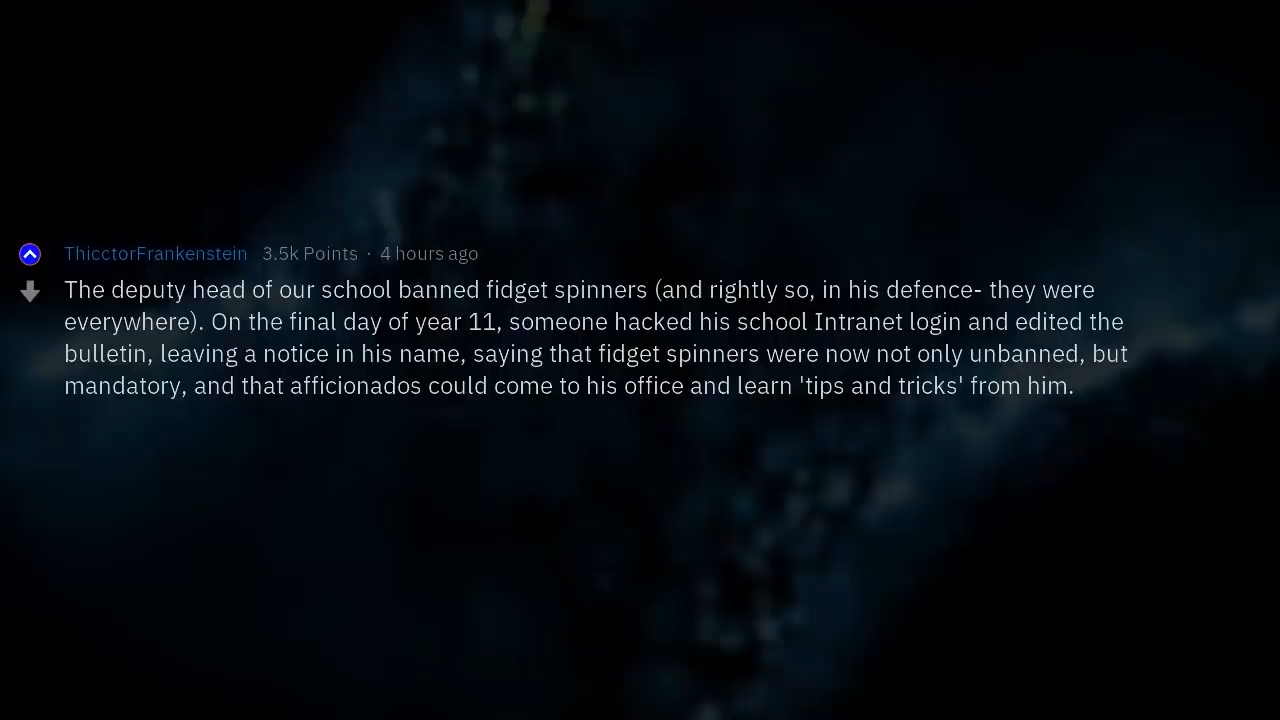 ThicctorFrankenstein 3.5k Points · 4 hours ago
The deputy head of our school banned fidget spinners (and rightly so, in his defence- they were
everywhere). On the final day of year 11, someone hacked his school Intranet login and edited the
bulletin, leaving a notice in his name, saying that fidget spinners were now not only unbanned, but
mandatory, and that afficionados could come to his office and learn 'tips and tricks' from him.